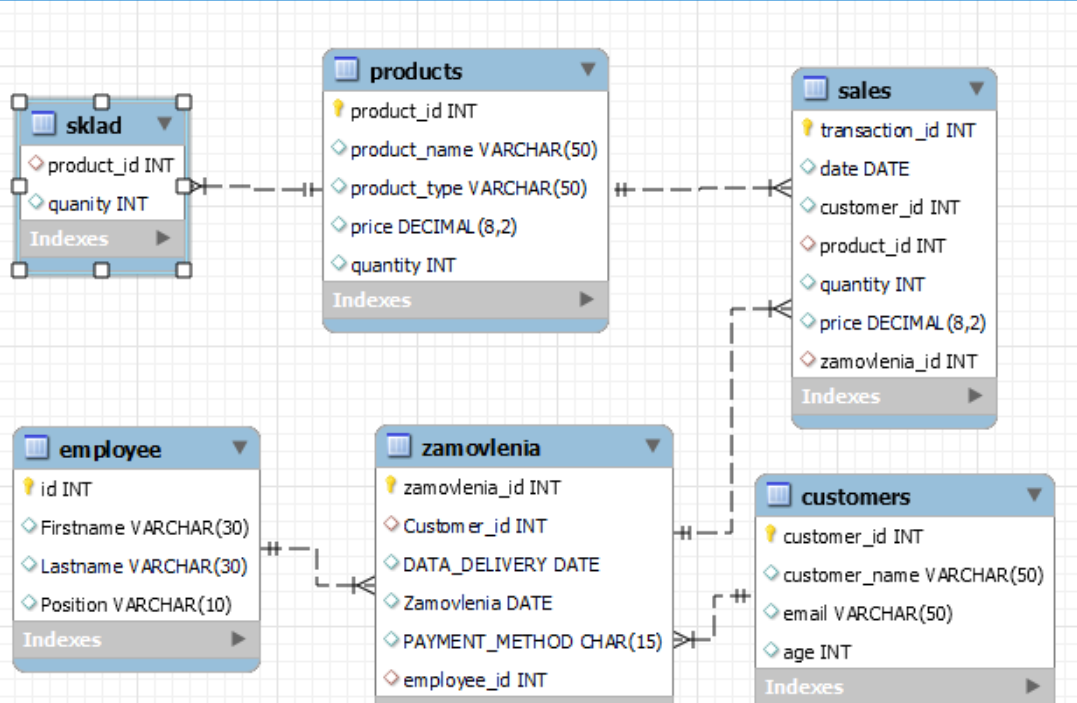 sklad
product_id INT
quanity INT
Indexes
products
product_id INT
product_name VARCHAR(50)
product_type VARCHAR(50)
price DECIMAL(8,2)
quantity INT
Indexes
sales
transaction_id INT
date DATE
customer_id INT
product_id INT
quantity INT
price DECIMAL(8,2)
zamovlenia_id INT
Indexes
employee
id INT
Firstname VARCHAR(30)
Lastname VARCHAR(30)
Position VARCHAR(10)
Indexes
zamovlenia
zamovlenia_id INT
Customer_id INT
DATA_DELIVERY DATE
Zamovlenia DATE
PAYMENT_METHOD CHAR(15)
employee_id INT
customers
customer_id INT
customer_name VARCHAR(50)
email VARCHAR(50)
age INT
Indexes